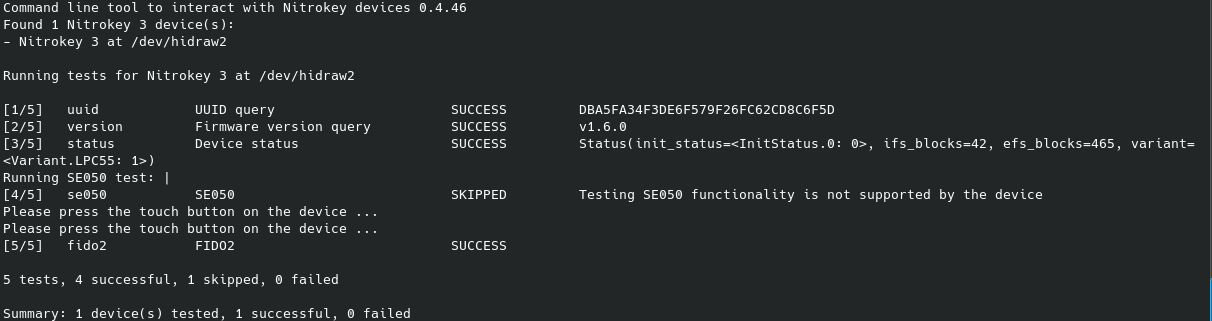 Command line tool to interact with Nitrokey devices 0.4.46
Found 1 Nitrokey 3 device(s):
- Nitrokey 3 at /dev/hidraw2
Running tests for Nitrokey 3 at /dev/hidraw2
[1/5]   uuid            UUID query                      SUCCESS         DBA5FA34F3DE6F579F26FC62CD8C6F5D
[2/5]   version         Firmware version query          SUCCESS         v1.6.0
[3/5]   status          Device status                   SUCCESS         Status(init_status=<InitStatus.0: 0>, ifs_blocks=42, efs_blocks=465, variant=
<Variant.LPC55: 1>)
Running SE050 test: |
[4/5]   se050           SE050                           SKIPPED         Testing SE050 functionality is not supported by the device
Please press the touch button on the device ...
Please press the touch button on the device ...
[5/5]   fido2           FIDO2                           SUCCESS
5 tests, 4 successful, 1 skipped, 0 failed
Summary: 1 device(s) tested, 1 successful, 0 failed